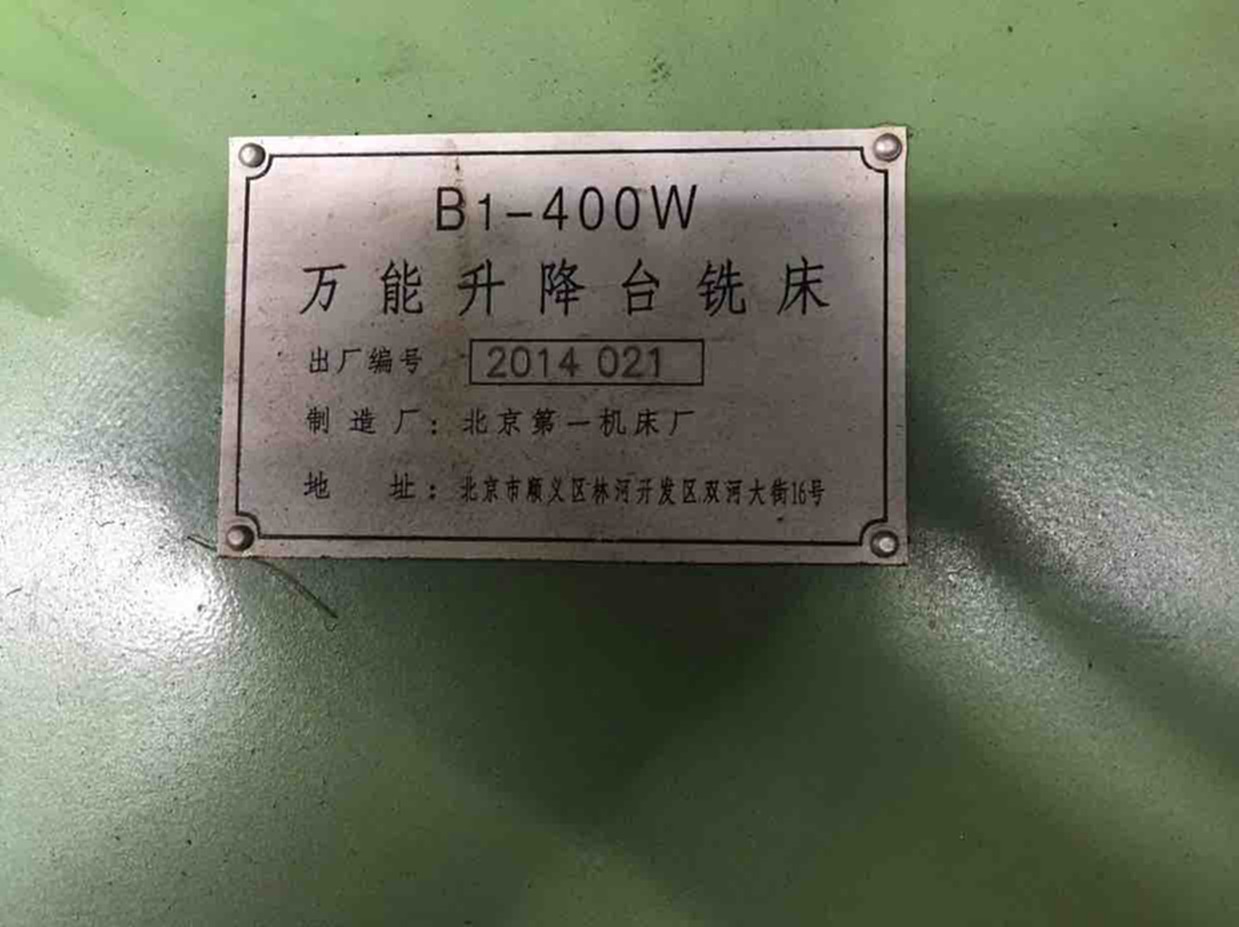 B1-400W
万能升降台铣床
出厂编号 2014 021
制造厂：北京第一机床厂
地址：北京市顺义区林河开发区双河大街16号